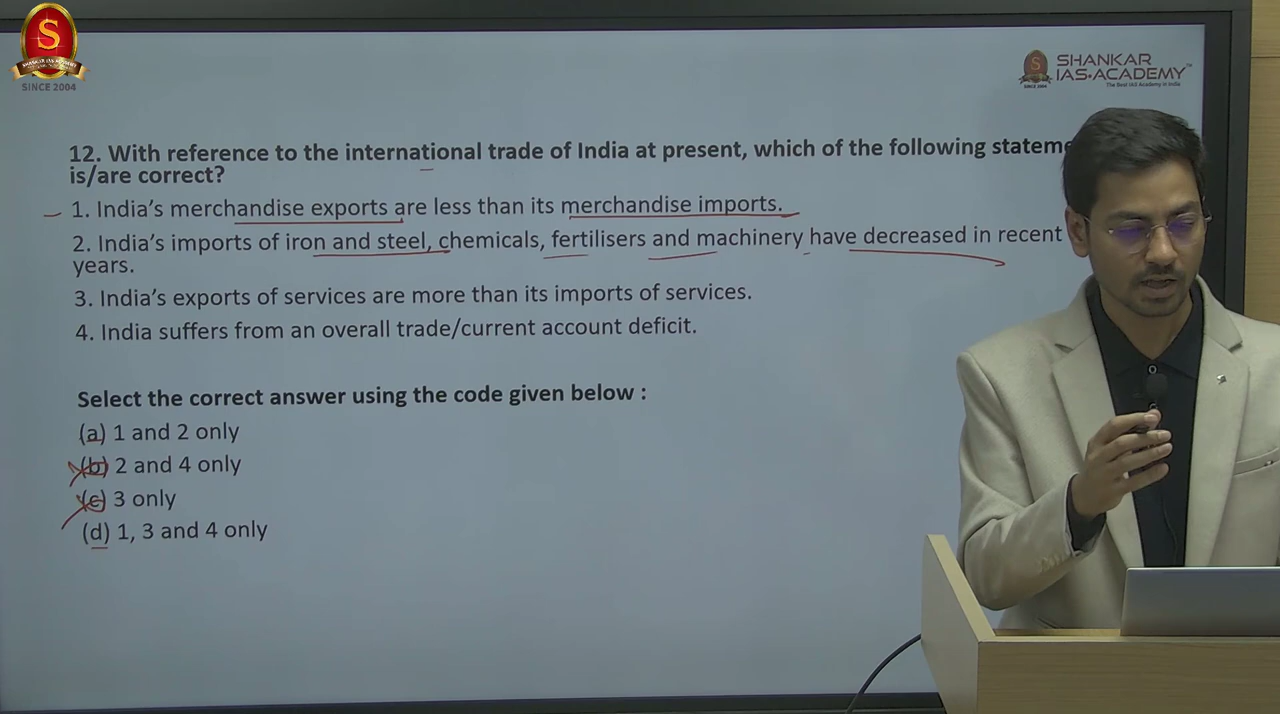 SHANKAR IAS ACADEMY
SINCE 2004
SHANKAR
IAS ACADEMY™
The Best IAS Academy in India
12. With reference to the international trade of India at present, which of the following
is/are correct?
1. India's merchandise exports are less than its merchandise imports.
2. India's imports of iron and steel, chemicals, fertilisers and machinery have decreased in recent
years.
3. India's exports of services are more than its imports of services.
4. India suffers from an overall trade/current account deficit.
Select the correct answer using the code given below :
(a) 1 and 2 only
(b) 2 and 4 only
(c) 3 only
(d) 1, 3 and 4 only